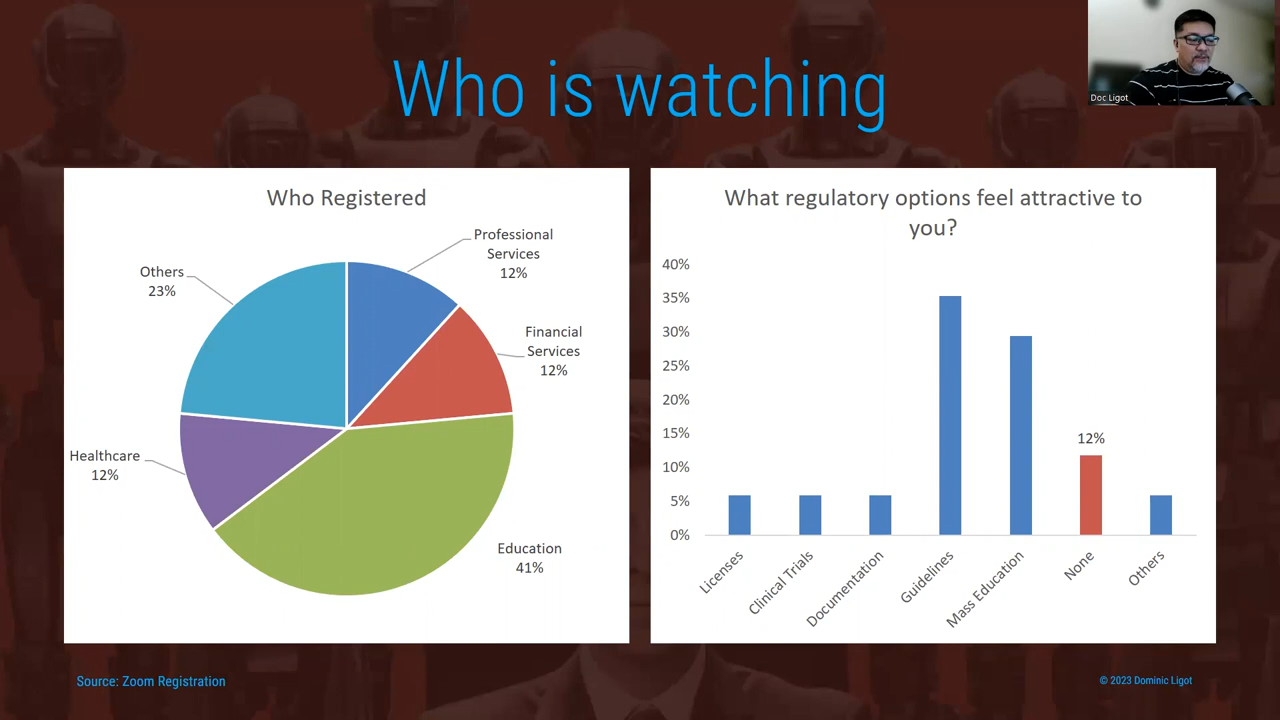 Who is watching
Doc Ligot
Who Registered
Professional
Services
12%
Financial
Services
12%
Education
41%
Healthcare
12%
Others
23%
What regulatory options feel attractive to
you?
40%
35%
30%
25%
20%
15%
10%
5%
0%
12%
Licenses
Clinical Trials
Documentation
Guidelines
Mass Education
None
Others
Source: Zoom Registration
© 2023 Dominic Ligot